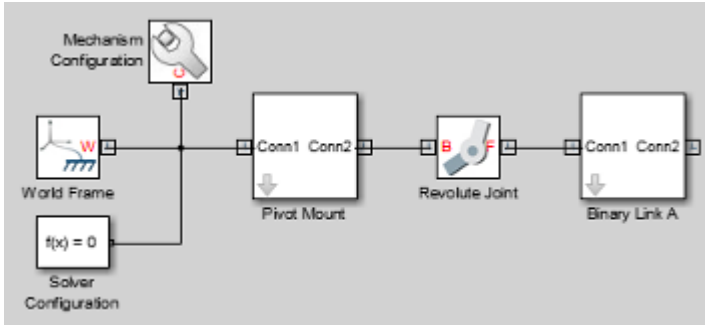 Mechanism
Configuration
C
W
World Frame
Conn1 Conn2
Pivot Mount
B F
Revolute Joint
Conn1 Conn2
Binary Link A
f(x) = 0
Solver
Configuration